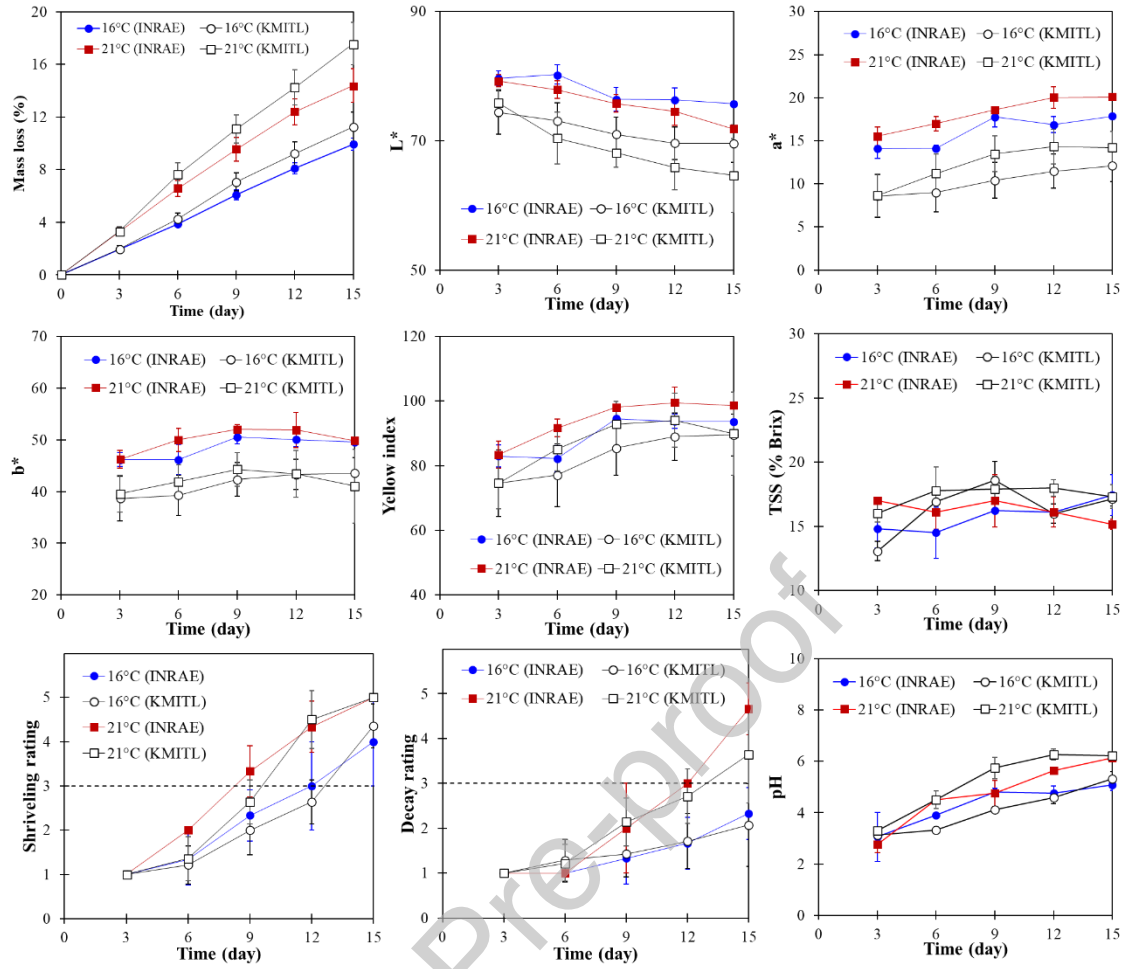 16°C (INRAE) 16°C (KMITL)
21°C (INRAE) 21°C (KMITL)
Mass loss (%)
20
16
12
8
4
0
0 3 6 9 12 15
Time (day)
L*
90
70
50
16°C (INRAE) 16°C (KMITL)
21°C (INRAE) 21°C (KMITL)
0 3 6 9 12 15
Time (day)
a*
25
20
15
10
5
0
16°C (INRAE) 16°C (KMITL)
21°C (INRAE) 21°C (KMITL)
0 3 6 9 12 15
Time (day)
b*
70
60
50
40
30
20
16°C (INRAE) 16°C (KMITL)
21°C (INRAE) 21°C (KMITL)
0 3 6 9 12 15
Time (day)
Yellow index
120
100
80
60
40
16°C (INRAE) 16°C (KMITL)
21°C (INRAE) 21°C (KMITL)
0 3 6 9 12 15
Time (day)
TSS (% Brix)
30
25
20
15
10
16°C (INRAE) 16°C (KMITL)
21°C (INRAE) 21°C (KMITL)
0 3 6 9 12 15
Time (day)
Shriveling rating
5
4
3
2
1
0
16°C (INRAE)
16°C (KMITL)
21°C (INRAE)
21°C (KMITL)
0 3 6 9 12 15
Time (day)
Decay rating
5
4
3
2
1
0
16°C (INRAE) 16°C (KMITL)
21°C (INRAE) 21°C (KMITL)
0 3 6 9 12 15
Time (day)
pH
10
8
6
4
2
0
16°C (INRAE) 16°C (KMITL)
21°C (INRAE) 21°C (KMITL)
0 3 6 9 12 15
Time (day)
Pre-proof